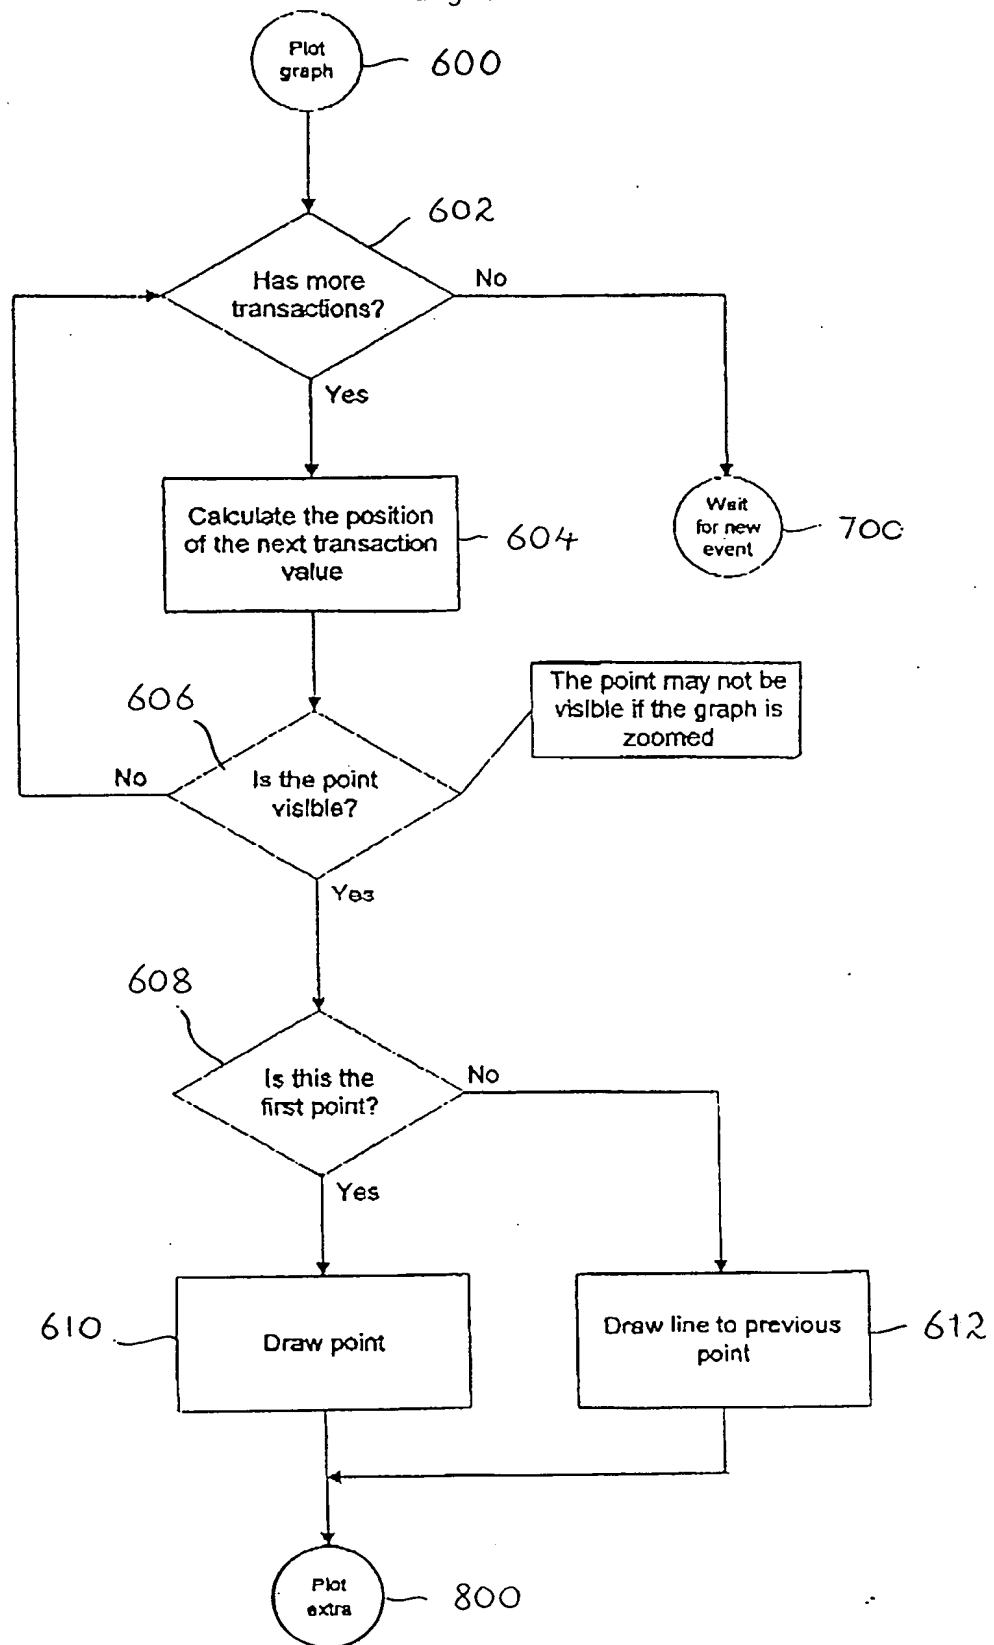 Plot
graph
600
602
Has more
transactions?
No
Yes
Calculate the position
of the next transaction
value
604
Wait
for new
event
700
606
The point may not be
visible if the graph is
zoomed
Is the point
visible?
No
Yes
608
Is this the
first point?
No
Yes
610
Draw point
Draw line to previous
point
612
Plot
extra
800